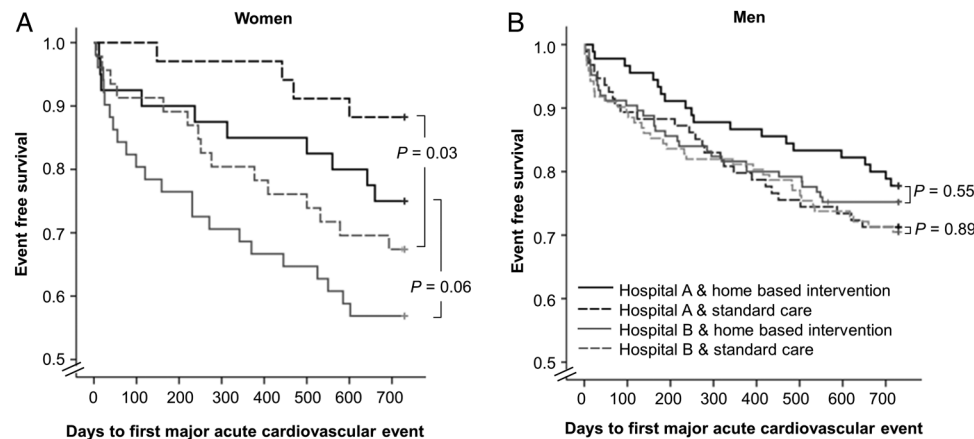 A
Women
Event free survival
1.0
0.9
0.8
0.7
0.6
0.5
P = 0.03
P = 0.06
0 100 200 300 400 500 600 700
Days to first major acute cardiovascular event
B
Men
Event free survival
1.0
0.9
0.8
0.7
0.6
0.5
P = 0.55
P = 0.89
Hospital A & home based intervention
Hospital A & standard care
Hospital B & home based intervention
Hospital B & standard care
0 100 200 300 400 500 600 700
Days to first major acute cardiovascular event